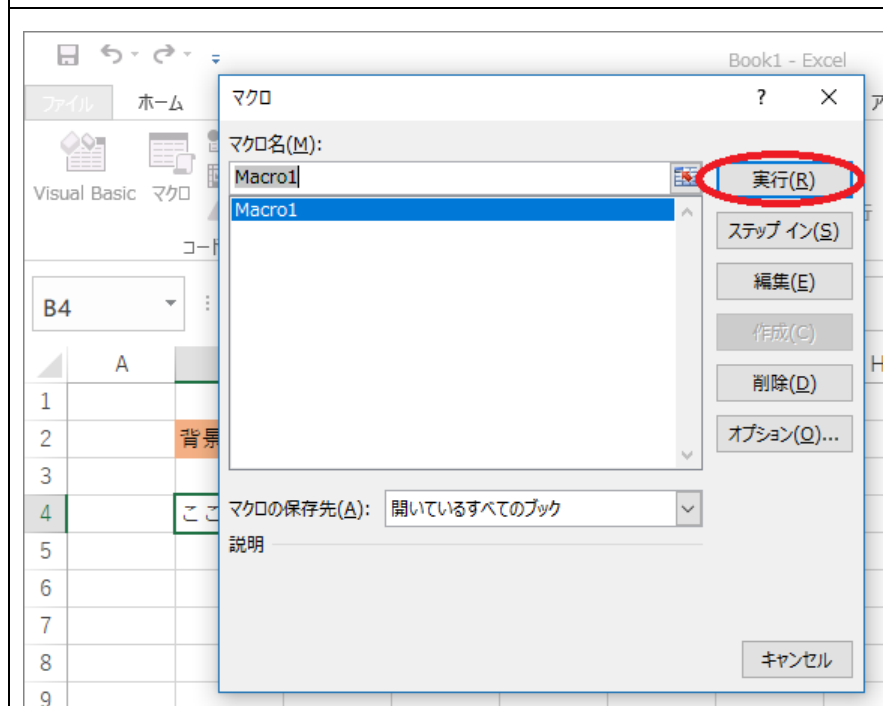 Book1 - Excel
ファイル ホーム
マクロ ?
マクロ名(M):
Macro1
Macro1
実行(R)
ステップ イン(S)
編集(E)
作成(C)
削除(D)
オプション(O)...
マクロの保存先(A): 開いているすべてのブック
説明
キャンセル
Visual Basic マクロ
コード
B4
A H
1
2 背景
3
4 ここ
5
6
7
8
9